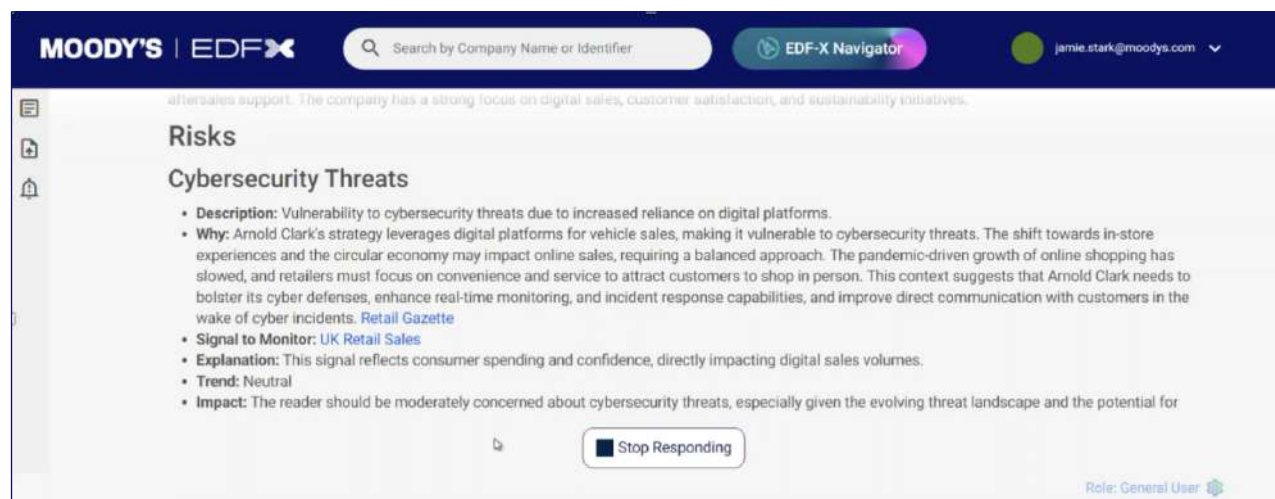 MOODY'S | EDFX
Search by Company Name or Identifier
EDF-X Navigator
jamie.stark@moodys.com
aftersales support. The company has a strong focus on digital sales, customer satisfaction, and sustainability initiatives.
Risks
Cybersecurity Threats
• Description: Vulnerability to cybersecurity threats due to increased reliance on digital platforms.
• Why: Arnold Clark's strategy leverages digital platforms for vehicle sales, making it vulnerable to cybersecurity threats. The shift towards in-store
experiences and the circular economy may impact online sales, requiring a balanced approach. The pandemic-driven growth of online shopping has
slowed, and retailers must focus on convenience and service to attract customers to shop in person. This context suggests that Arnold Clark needs to
bolster its cyber defenses, enhance real-time monitoring, and incident response capabilities, and improve direct communication with customers in the
wake of cyber incidents. Retail Gazette
• Signal to Monitor: UK Retail Sales
• Explanation: This signal reflects consumer spending and confidence, directly impacting digital sales volumes.
• Trend: Neutral
• Impact: The reader should be moderately concerned about cybersecurity threats, especially given the evolving threat landscape and the potential for
Stop Responding
Role: General User